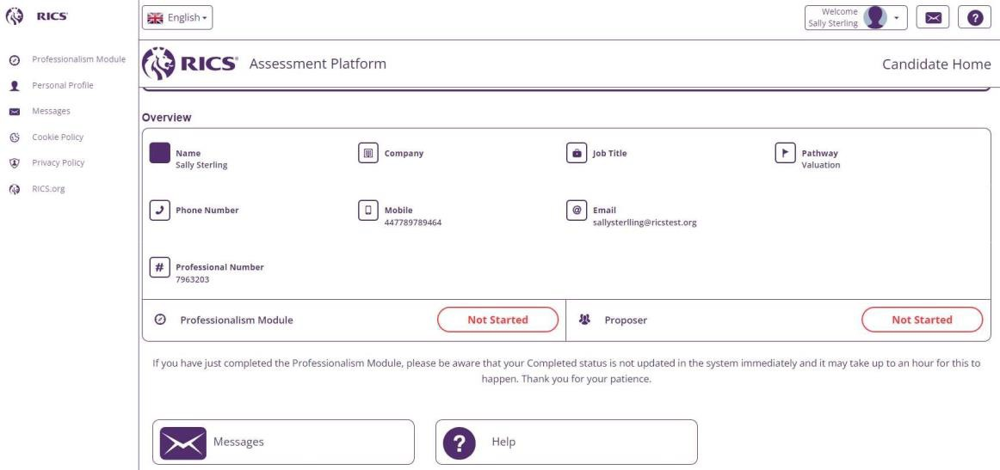 RICS
English
Welcome
Sally Sterling
Professionalism Module
Personal Profile
Messages
Cookie Policy
Privacy Policy
RICS.org
RICS Assessment Platform
Candidate Home
Overview
Name
Sally Sterling
Company
Job Title
Pathway
Valuation
Phone Number
Mobile
447789789464
Email
sallysterlling@ricstest.org
Professional Number
7963203
Professionalism Module
Not Started
Proposer
Not Started
If you have just completed the Professionalism Module, please be aware that your Completed status is not updated in the system immediately and it may take up to an hour for this to
happen. Thank you for your patience.
Messages
Help